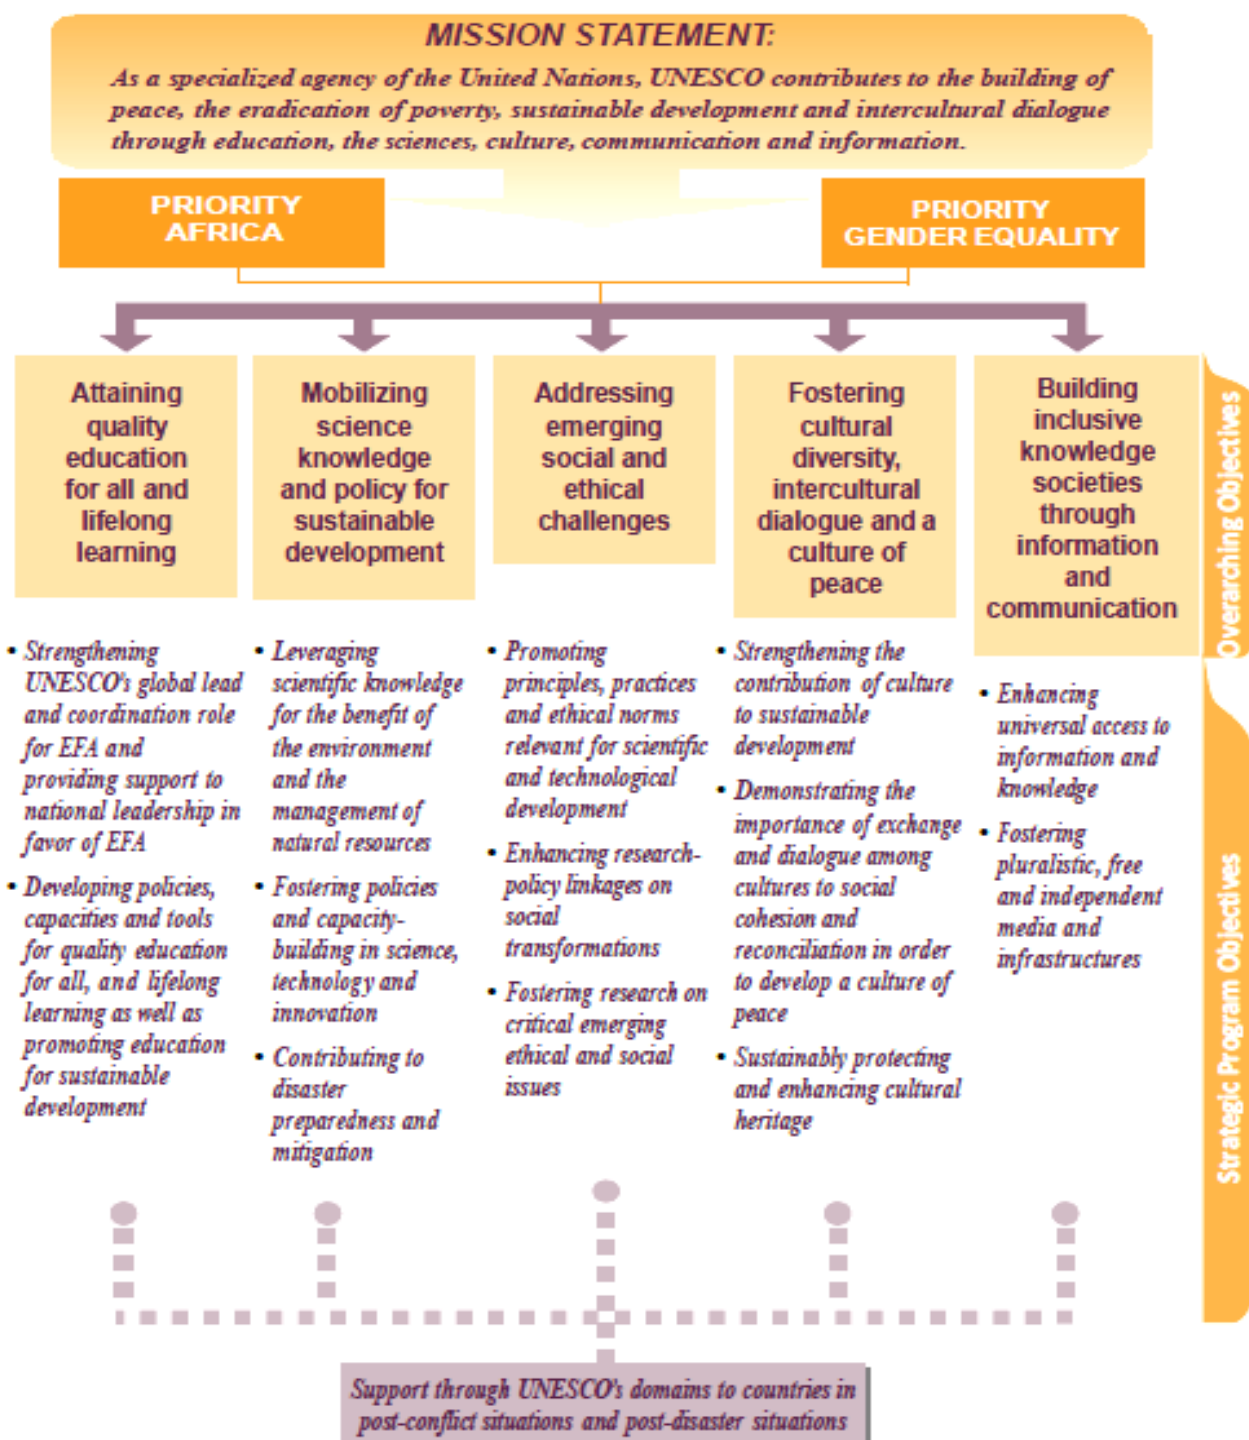 MISSION STATEMENT:
As a specialized agency of the United Nations, UNESCO contributes to the building of
peace, the eradication of poverty, sustainable development and intercultural dialogue
through education, the sciences, culture, communication and information.
PRIORITY
AFRICA
PRIORITY
GENDER EQUALITY
Attaining
quality
education
for all and
lifelong
learning
Mobilizing
science
knowledge
and policy for
sustainable
development
Addressing
emerging
social and
ethical
challenges
Fostering
cultural
diversity,
intercultural
dialogue and a
culture of
peace
Building
inclusive
knowledge
societies
through
information
and
communication
Overarching Objectives
• Strengthening
UNESCO's global lead
and coordination role
for EFA and
providing support to
national leadership in
favor of EFA
• Developing policies,
capacities and tools
for quality education
for all, and lifelong
learning as well as
promoting education
for sustainable
development
• Leveraging
scientific knowledge
for the benefit of
the environment
and the
management of
natural resources
• Fostering policies
and capacity-
building in science,
technology and
innovation
• Contributing to
disaster
preparedness and
mitigation
• Promoting
principles, practices
and ethical norms
relevant for scientific
and technological
development
• Enhancing research-
policy linkages on
social
transformations
• Fostering research on
critical emerging
ethical and social
issues
• Strengthening the
contribution of culture
to sustainable
development
• Demonstrating the
importance of exchange
and dialogue among
cultures to social
cohesion and
reconciliation in order
to develop a culture of
peace
• Sustainably protecting
and enhancing cultural
heritage
• Enhancing
universal access to
information and
knowledge
• Fostering
pluralistic, free
and independent
media and
infrastructures
Strategic Program Objectives
Support through UNESCO's domains to countries in
post-conflict situations and post-disaster situations